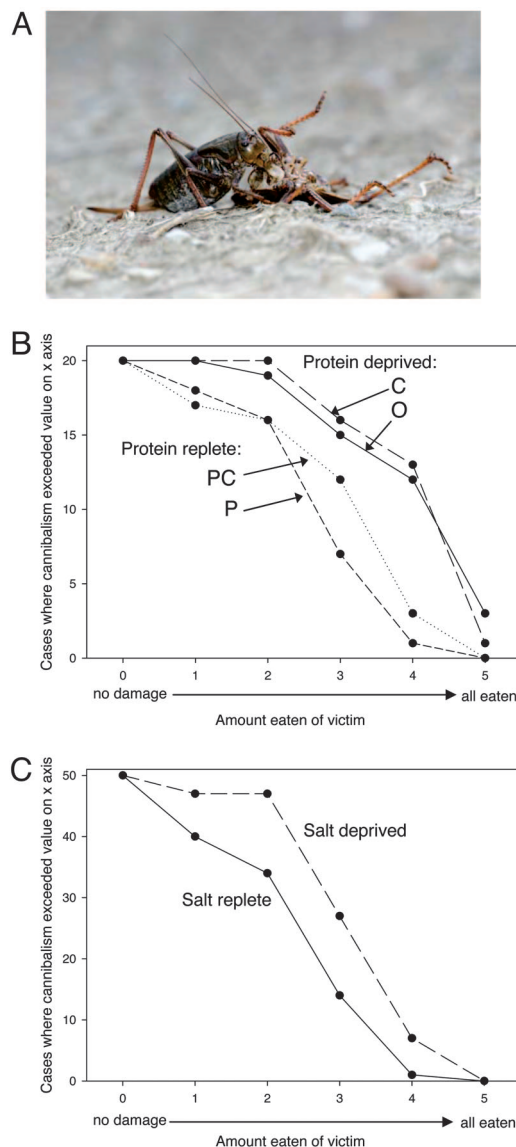 A
B
Cases where cannibalism exceeded value on x axis
20
15
10
5
0
Protein deprived:
C
O
Protein replete:
PC
P
0 1 2 3 4 5
no damage all eaten
Amount eaten of victim
C
Cases where cannibalism exceeded value on x axis
50
40
30
20
10
0
Salt deprived
Salt replete
0 1 2 3 4 5
no damage all eaten
Amount eaten of victim